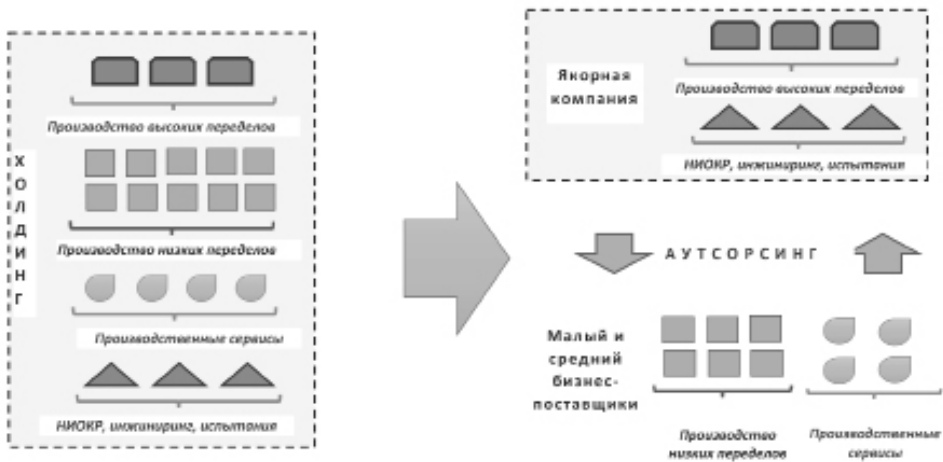 Производство высоких переделов
ХОЛДИНГ
Производство низких переделов
Производственные сервисы
НИОКР, инжиниринг, испытания
Якорная
компания
Производство высоких переделов
НИОКР, инжиниринг, испытания
АУТСОРСИНГ
Малый и
средний
бизнес-
поставщики
Производство
низких переделов
Производственные
сервисы